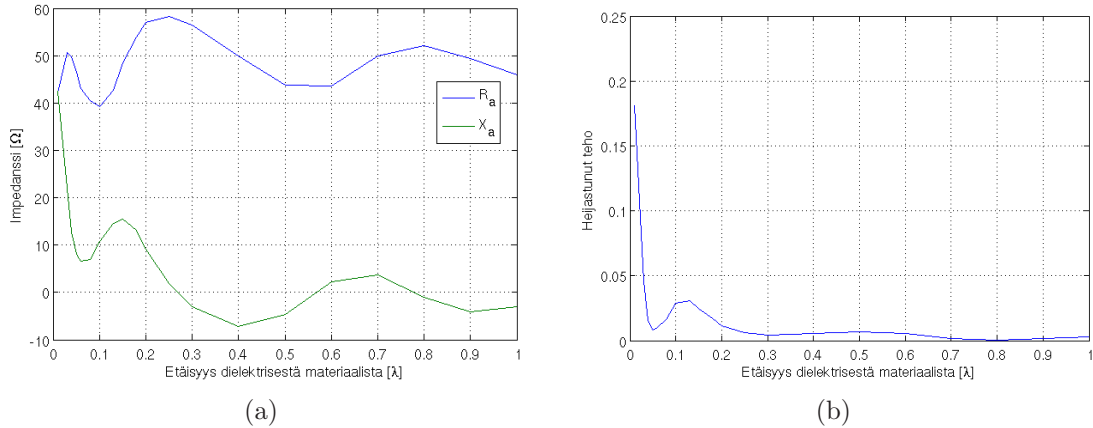 60
50
40
30
20
10
0
-10
Impedanssi [Ω]
R_a
X_a
0 0.1 0.2 0.3 0.4 0.5 0.6 0.7 0.8 0.9 1
Etäisyys dielektrisestä materiaalista [λ]
(a)
0.25
0.2
0.15
0.1
0.05
0
Heijastunut teho
0 0.1 0.2 0.3 0.4 0.5 0.6 0.7 0.8 0.9 1
Etäisyys dielektrisestä materiaalista [λ]
(b)